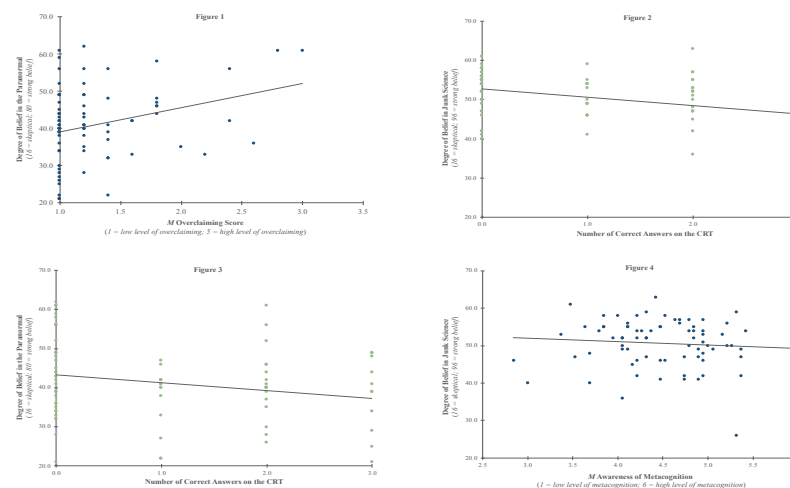 Figure 1
70.0
60.0
50.0
40.0
30.0
20.0
Degree of Belief in the Paranormal
(16 = skeptical; 80 = strong belief)
1.0 1.5 2.0 2.5 3.0 3.5
M Overclaiming Score
(1 = low level of overclaiming; 5 = high level of overclaiming)
Figure 2
70.0
60.0
50.0
40.0
30.0
20.0
Degree of Belief in Junk Science
(16 = skeptical; 96 = strong belief)
0.0 1.0 2.0
Number of Correct Answers on the CRT
Figure 3
70.0
60.0
50.0
40.0
30.0
20.0
Degree of Belief in the Paranormal
(16 = skeptical; 80 = strong belief)
0.0 1.0 2.0 3.0
Number of Correct Answers on the CRT
Figure 4
70.0
60.0
50.0
40.0
30.0
20.0
Degree of Belief in Junk Science
(16 = skeptical; 96 = strong belief)
2.5 3.0 3.5 4.0 4.5 5.0 5.5
M Awareness of Metacognition
(1 = low level of metacognition; 6 = high level of metacognition)